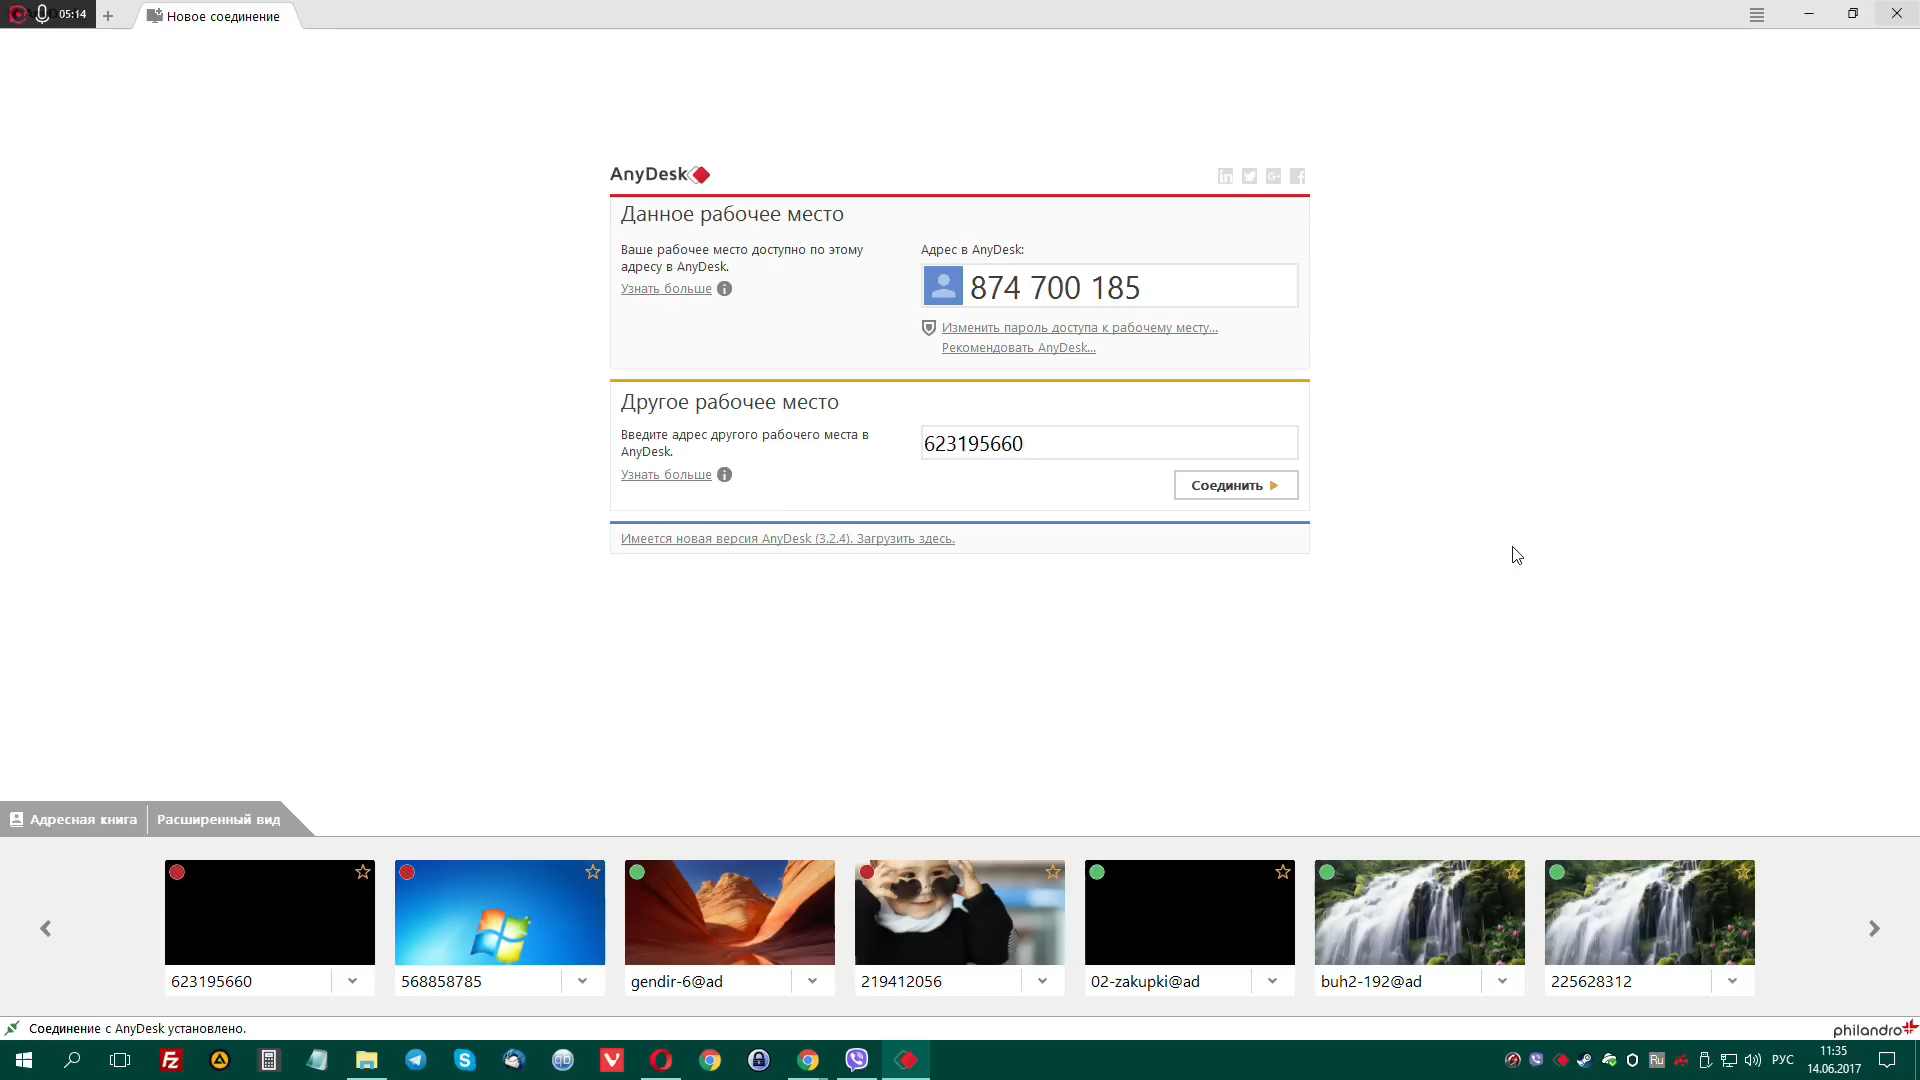 05:14
Новое соединение
AnyDesk
Данное рабочее место
Ваше рабочее место доступно по этому
адресу в AnyDesk.
Узнать больше
Адрес в AnyDesk:
874 700 185
Изменить пароль доступа к рабочему месту...
Рекомендовать AnyDesk...
Другое рабочее место
Введите адрес другого рабочего места в
AnyDesk.
Узнать больше
623195660
Соединить
Имеется новая версия AnyDesk (3.2.4). Загрузить здесь.
Адресная книга
Расширенный вид
623195660
568858785
gendir-6@ad
219412056
02-zakupki@ad
buh2-192@ad
225628312
Соединение с AnyDesk установлено.
philandro
Fz
qb
Ru
РУС
11:35
14.06.2017